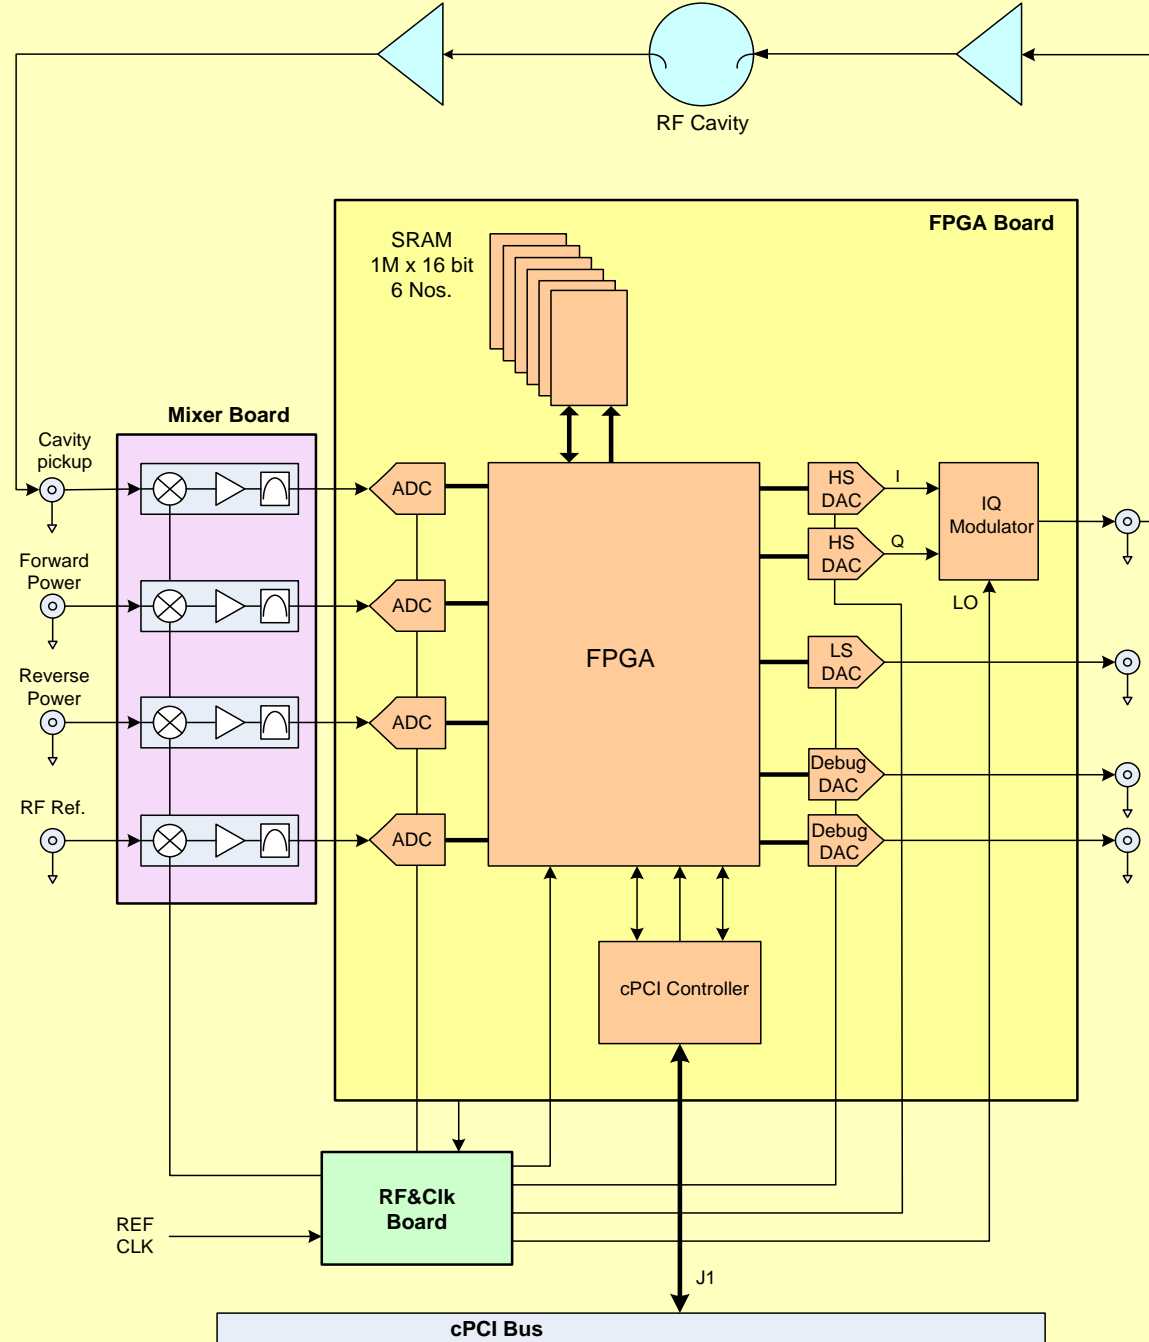 RF Cavity
FPGA Board
SRAM
1M x 16 bit
6 Nos.
Mixer Board
Cavity
pickup
ADC
HS
DAC
I
IQ
Modulator
HS
DAC
Q
Forward
Power
ADC
LO
FPGA
LS
DAC
Reverse
Power
ADC
Debug
DAC
RF Ref.
ADC
Debug
DAC
cPCI Controller
RF&Clk
Board
REF
CLK
J1
cPCI Bus